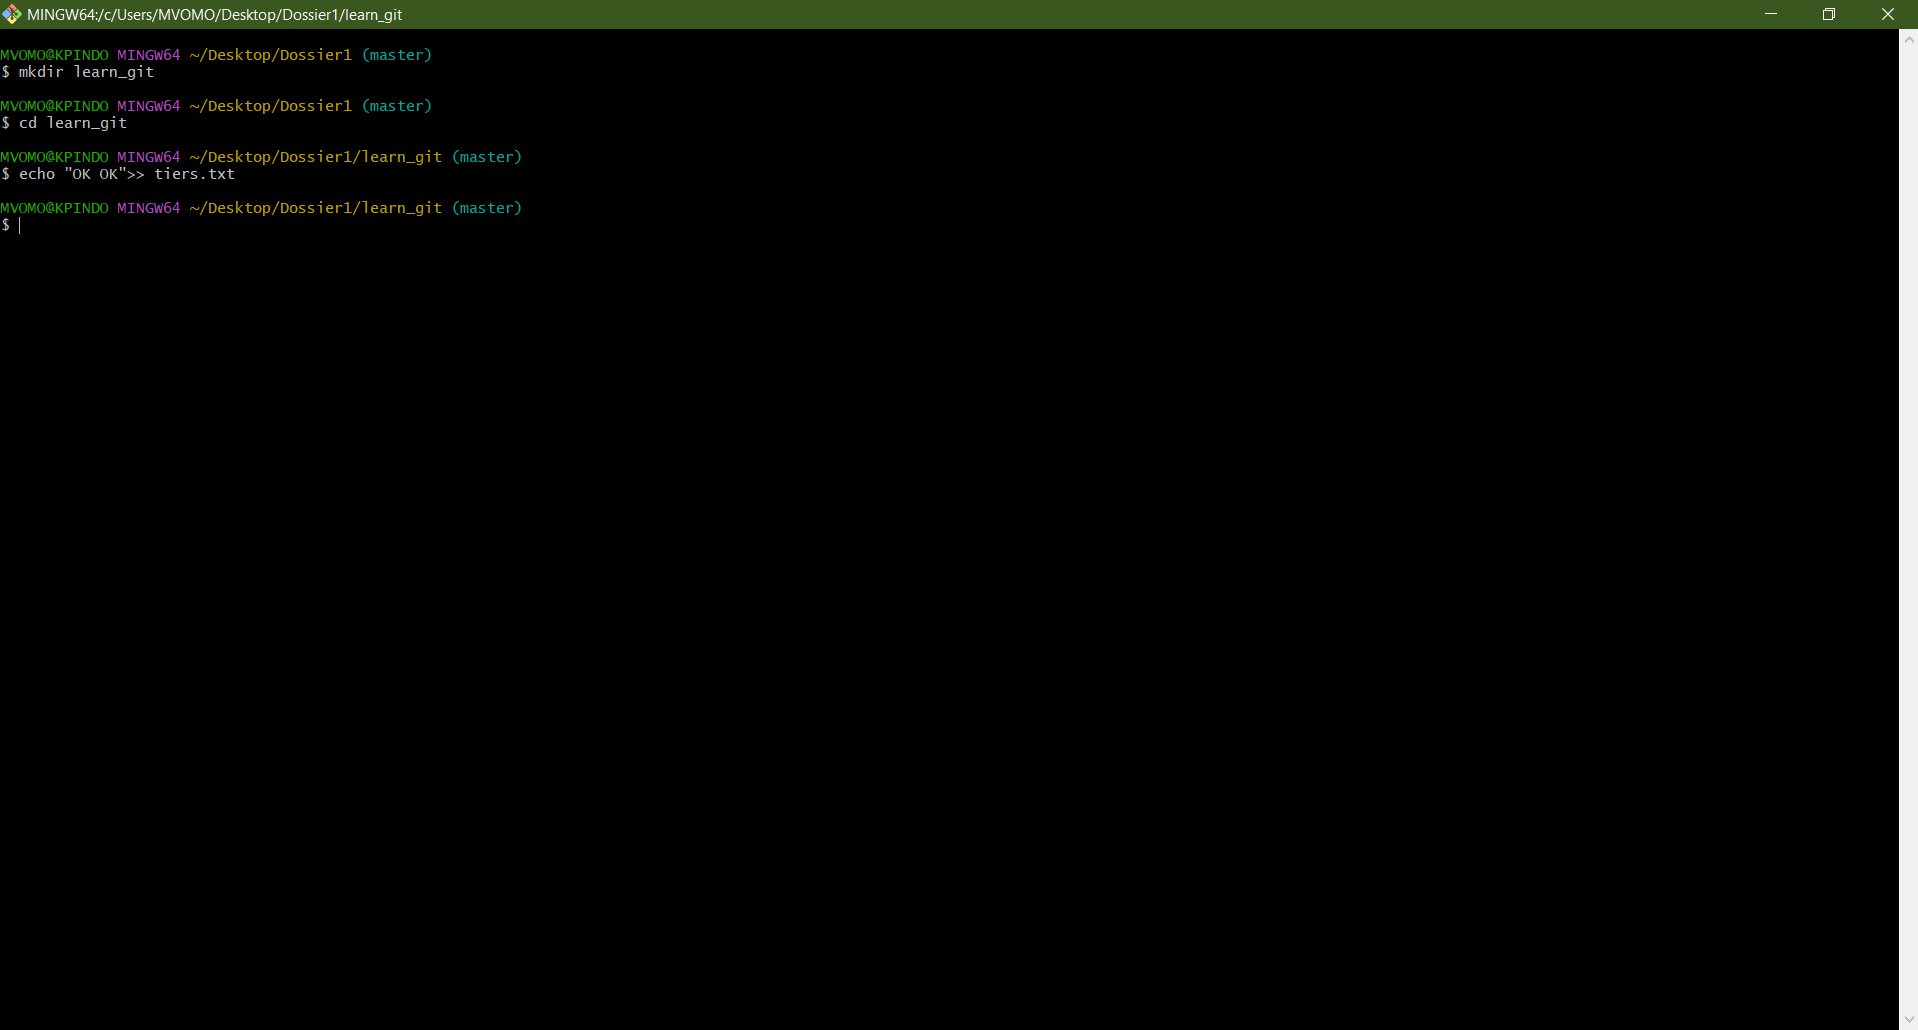 MINGW64:/c/Users/MVOMO/Desktop/Dossier1/learn_git
MVOMO@KPINDO MINGW64 ~/Desktop/Dossier1 (master)
$ mkdir learn_git
MVOMO@KPINDO MINGW64 ~/Desktop/Dossier1 (master)
$ cd learn_git
MVOMO@KPINDO MINGW64 ~/Desktop/Dossier1/learn_git (master)
$ echo "OK OK">> tiers.txt
MVOMO@KPINDO MINGW64 ~/Desktop/Dossier1/learn_git (master)
$